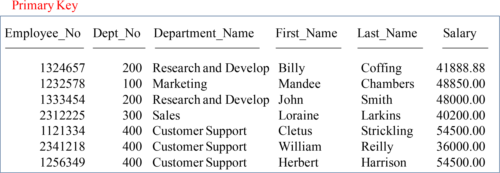 Primary Key
Employee_No Dept_No Department_Name First_Name Last_Name Salary
1324657 200 Research and Develop Billy Coffing 41888.88
1232578 100 Marketing Mandee Chambers 48850.00
1333454 200 Research and Develop John Smith 48000.00
2312225 300 Sales Loraine Larkins 40200.00
1121334 400 Customer Support Cletus Strickling 54500.00
2341218 400 Customer Support William Reilly 36000.00
1256349 400 Customer Support Herbert Harrison 54500.00